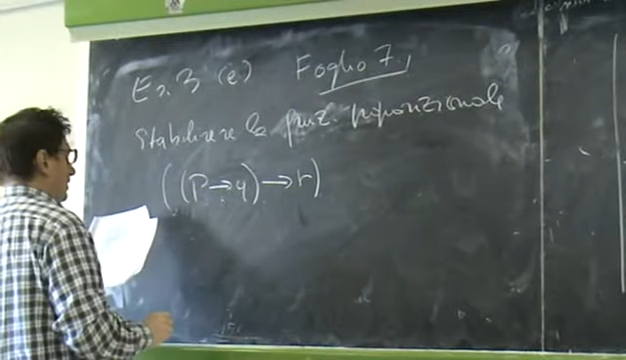 Es. 3 (e) Foglio 7
Stabilire la funz. proposizionale
((P→q)→r)